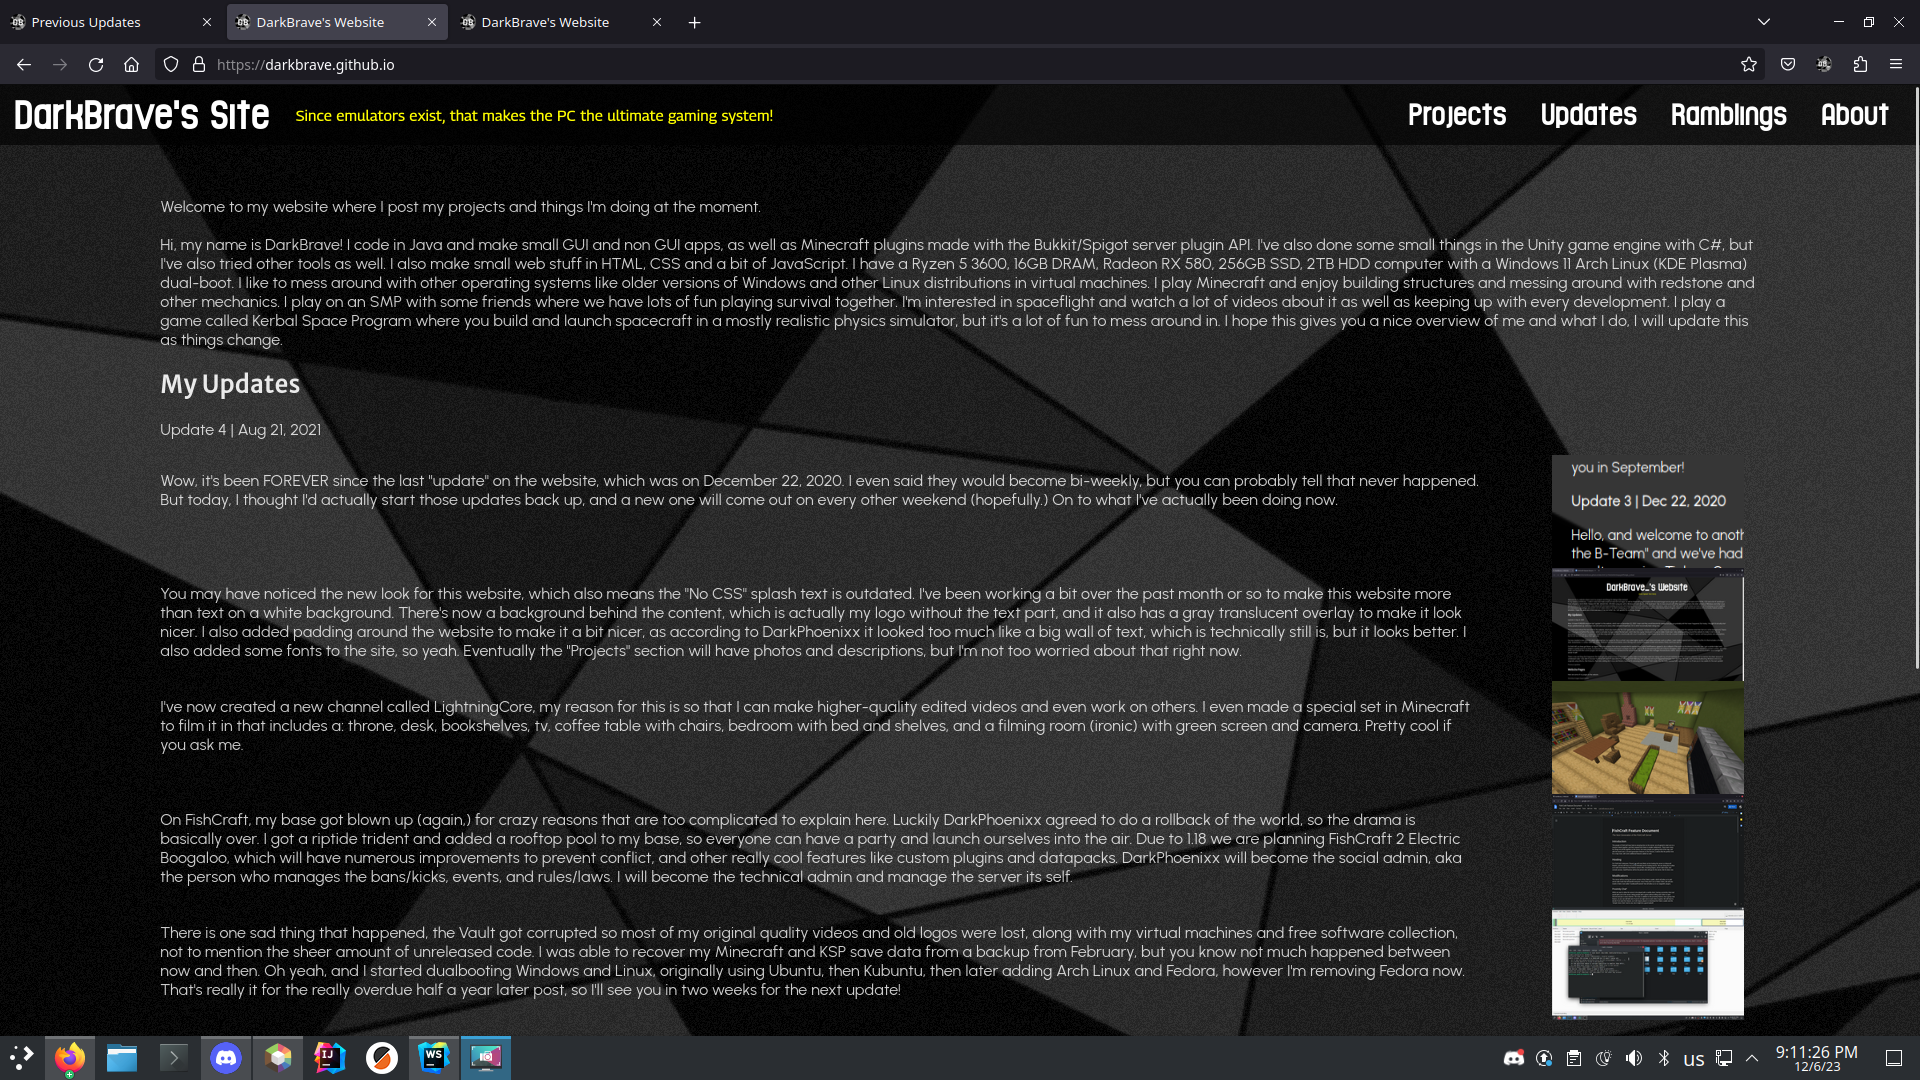 Previous Updates
DarkBrave's Website
DarkBrave's Website
https://darkbrave.github.io
DarkBrave's Site
Since emulators exist, that makes the PC the ultimate gaming system!
Projects
Updates
Ramblings
About
Welcome to my website where I post my projects and things I'm doing at the moment.
Hi, my name is DarkBrave! I code in Java and make small GUI and non GUI apps, as well as Minecraft plugins made with the Bukkit/Spigot server plugin API. I've also done some small things in the Unity game engine with C#, but
I've also tried other tools as well. I also make small web stuff in HTML, CSS and a bit of JavaScript. I have a Ryzen 5 3600, 16GB DRAM, Radeon RX 580, 256GB SSD, 2TB HDD computer with a Windows 11 Arch Linux (KDE Plasma)
dual-boot. I like to mess around with other operating systems like older versions of Windows and other Linux distributions in virtual machines. I play Minecraft and enjoy building structures and messing around with redstone and
other mechanics. I play on an SMP with some friends where we have lots of fun playing survival together. I'm interested in spaceflight and watch a lot of videos about it as well as keeping up with every development. I play a
game called Kerbal Space Program where you build and launch spacecraft in a mostly realistic physics simulator, but it's a lot of fun to mess around in. I hope this gives you a nice overview of me and what I do, I will update this
as things change.
My Updates
Update 4 | Aug 21, 2021
Wow, it's been FOREVER since the last "update" on the website, which was on December 22, 2020. I even said they would become bi-weekly, but you can probably tell that never happened.
But today, I thought I'd actually start those updates back up, and a new one will come out on every other weekend (hopefully.) On to what I've actually been doing now.
you in September!
Update 3 | Dec 22, 2020
Hello, and welcome to anoth
the B-Team" and we've had
You may have noticed the new look for this website, which also means the "No CSS" splash text is outdated. I've been working a bit over the past month or so to make this website more
than text on a white background. There's now a background behind the content, which is actually my logo without the text part, and it also has a gray translucent overlay to make it look
nicer. I also added padding around the website to make it a bit nicer, as according to DarkPhoenixx it looked too much like a big wall of text, which is technically still is, but it looks better. I
also added some fonts to the site, so yeah. Eventually the "Projects" section will have photos and descriptions, but I'm not too worried about that right now.
DarkBrave_'s Website
I've now created a new channel called LightningCore, my reason for this is so that I can make higher-quality edited videos and even work on others. I even made a special set in Minecraft
to film it in that includes a: throne, desk, bookshelves, tv, coffee table with chairs, bedroom with bed and shelves, and a filming room (ironic) with green screen and camera. Pretty cool if
you ask me.
On FishCraft, my base got blown up (again,) for crazy reasons that are too complicated to explain here. Luckily DarkPhoenixx agreed to do a rollback of the world, so the drama is
basically over. I got a riptide trident and added a rooftop pool to my base, so everyone can have a party and launch ourselves into the air. Due to 1.18 we are planning FishCraft 2 Electric
Boogaloo, which will have numerous improvements to prevent conflict, and other really cool features like custom plugins and datapacks. DarkPhoenixx will become the social admin, aka
the person who manages the bans/kicks, events, and rules/laws. I will become the technical admin and manage the server its self.
FishCraft Feature Document
There is one sad thing that happened, the Vault got corrupted so most of my original quality videos and old logos were lost, along with my virtual machines and free software collection,
not to mention the sheer amount of unreleased code. I was able to recover my Minecraft and KSP save data from a backup from February, but you know not much happened between
now and then. Oh yeah, and I started dualbooting Windows and Linux, originally using Ubuntu, then Kubuntu, then later adding Arch Linux and Fedora, however I'm removing Fedora now.
That's really it for the really overdue half a year later post, so I'll see you in two weeks for the next update!
IJ
WS
us
9:11:26 PM
12/6/23